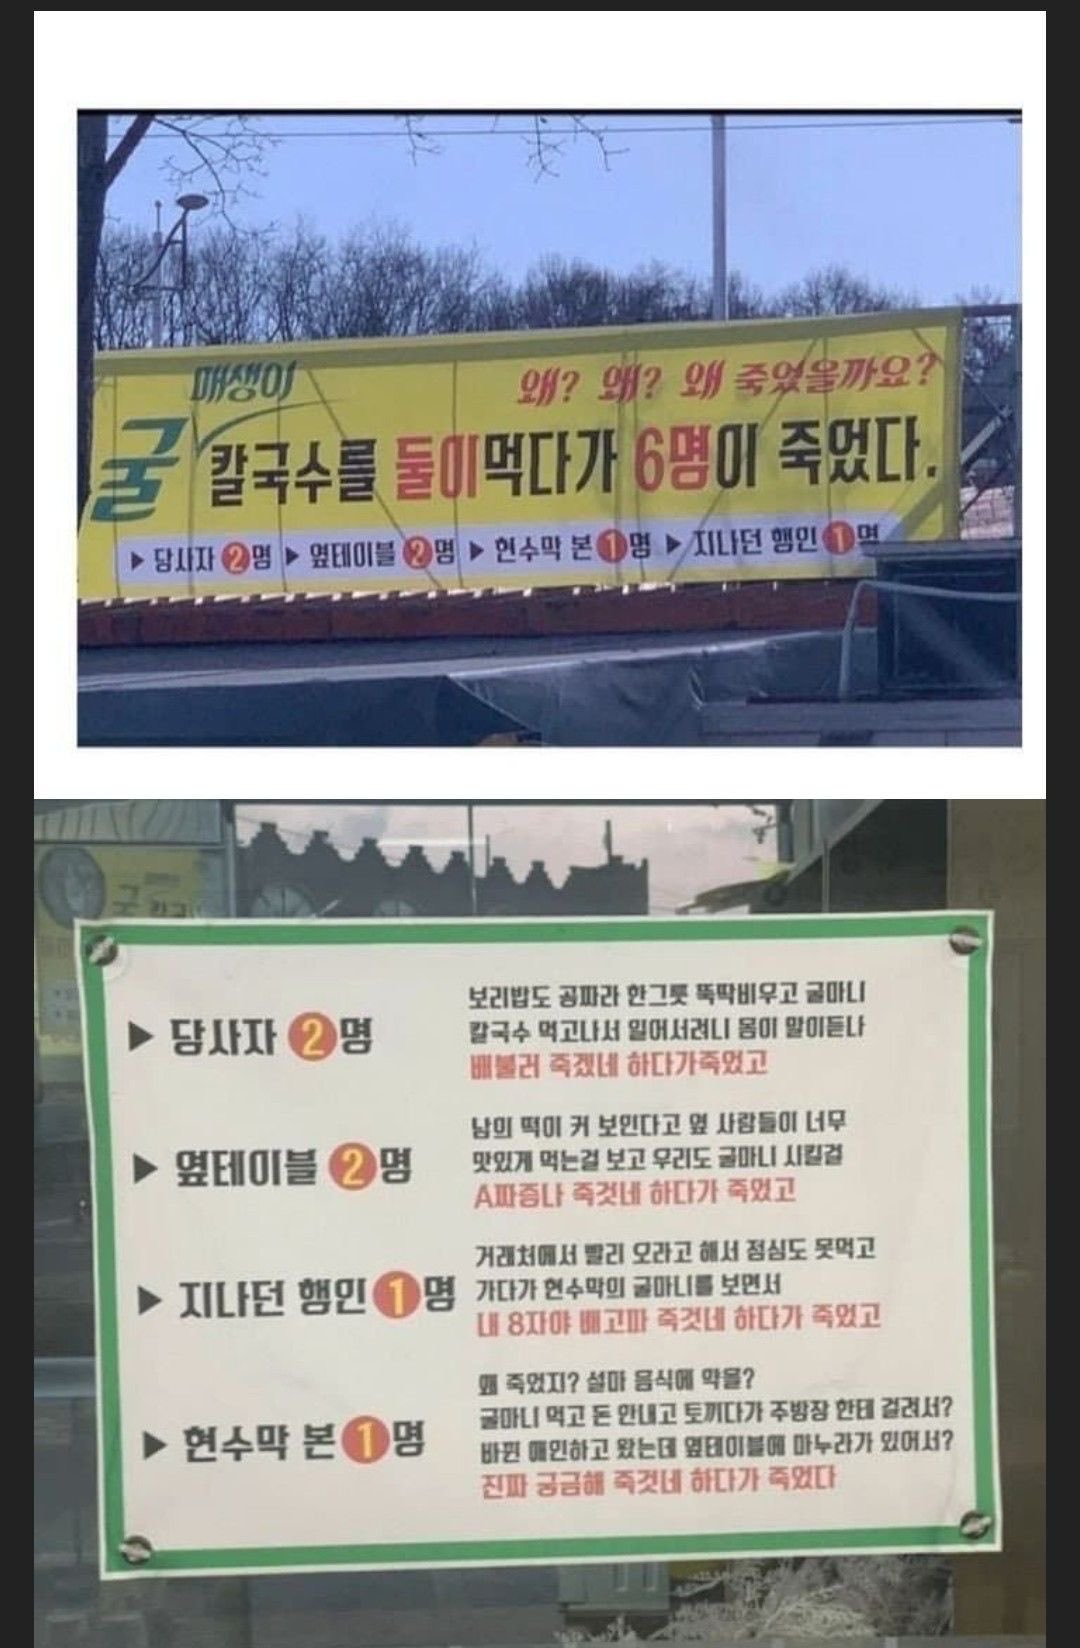 매생이
왜? 왜? 왜 죽었을까요?
굴 칼국수를 둘이먹다가 6명이 죽었다.
▶ 당사자 2명 ▶ 옆테이블 2명 ▶ 현수막 본 1명 ▶ 지나던 행인 1명
▶ 당사자 2명
보리밥도 공짜라 한그릇 뚝딱비우고 굴마니
칼국수 먹고나서 일어서려니 몸이 말이듣나
배불러 죽겠네 하다가죽었고
▶ 옆테이블 2명
남의 떡이 커 보인다고 옆 사람들이 너무
맛있게 먹는걸 보고 우리도 굴마니 시킬걸
A짜증나 죽것네 하다가 죽었고
▶ 지나던 행인 1명
거래처에서 빨리 오라고 해서 점심도 못먹고
가다가 현수막의 굴마니를 보면서
내 8자야 배고파 죽것네 하다가 죽었고
▶ 현수막 본 1명
왜 죽었지? 설마 음식에 약을?
굴마니 먹고 돈 안내고 토끼다가 주방장 한테 걸려서?
바뀐 애인하고 왔는데 옆테이블에 마누라가 있어서?
진짜 궁금해 죽것네 하다가 죽었다